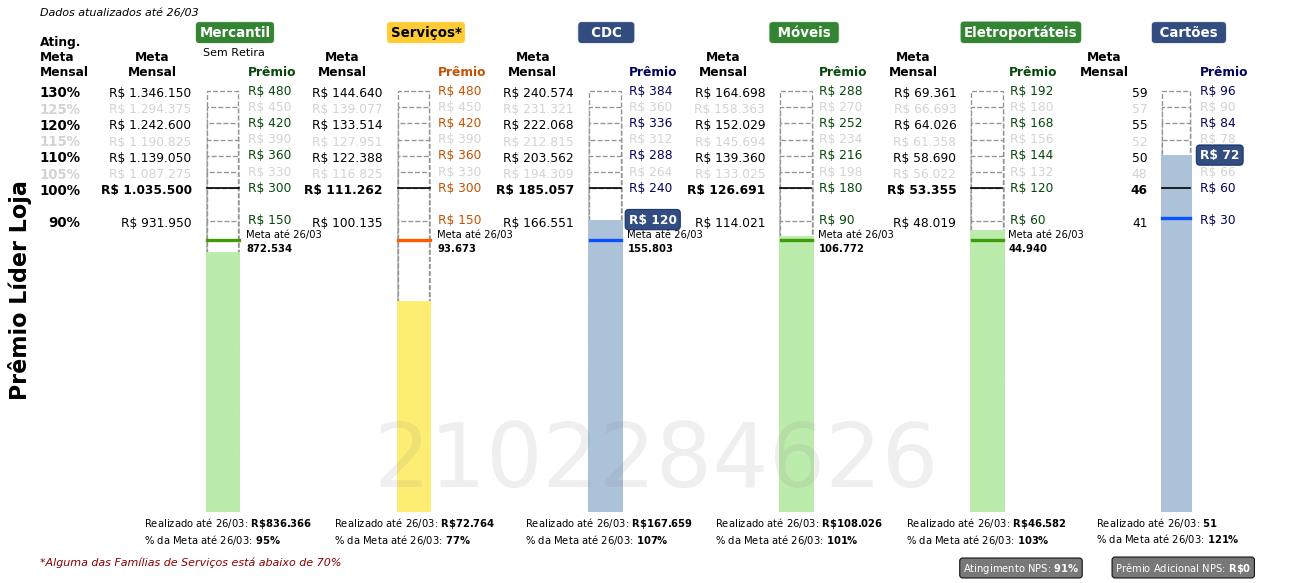 Dados atualizados até 26/03
Mercantil Serviços* CDC Móveis Eletroportáteis Cartões
Sem Retira
Ating. Meta Mensal Meta Mensal Prêmio Meta Mensal Prêmio Meta Mensal Prêmio Meta Mensal Prêmio Meta Mensal Prêmio Meta Mensal Prêmio
130% R$ 1.346.150 R$ 480 R$ 144.640 R$ 480 R$ 240.574 R$ 384 R$ 164.698 R$ 288 R$ 69.361 R$ 192 59 R$ 96
125% R$ 1.294.375 R$ 450 R$ 139.077 R$ 450 R$ 231.321 R$ 360 R$ 158.363 R$ 270 R$ 66.693 R$ 180 57 R$ 90
120% R$ 1.242.600 R$ 420 R$ 133.514 R$ 420 R$ 222.068 R$ 336 R$ 152.029 R$ 252 R$ 64.026 R$ 168 55 R$ 84
115% R$ 1.190.825 R$ 390 R$ 127.951 R$ 390 R$ 212.815 R$ 312 R$ 145.694 R$ 234 R$ 61.358 R$ 156 52 R$ 78
110% R$ 1.139.050 R$ 360 R$ 122.388 R$ 360 R$ 203.562 R$ 288 R$ 139.360 R$ 216 R$ 58.690 R$ 144 50 R$ 72
105% R$ 1.087.275 R$ 330 R$ 116.825 R$ 330 R$ 194.309 R$ 264 R$ 133.025 R$ 198 R$ 56.022 R$ 132 48 R$ 66
100% R$ 1.035.500 R$ 300 R$ 111.262 R$ 300 R$ 185.057 R$ 240 R$ 126.691 R$ 180 R$ 53.355 R$ 120 46 R$ 60
90% R$ 931.950 R$ 150 R$ 100.135 R$ 150 R$ 166.551 R$ 120 R$ 114.021 R$ 90 R$ 48.019 R$ 60 41 R$ 30
Meta até 26/03 Meta até 26/03 Meta até 26/03 Meta até 26/03 Meta até 26/03
872.534 93.673 155.803 106.772 44.940
Prêmio Líder Loja
2102284626
Realizado até 26/03: R$836.366 Realizado até 26/03: R$72.764 Realizado até 26/03: R$167.659 Realizado até 26/03: R$108.026 Realizado até 26/03: R$46.582 Realizado até 26/03: 51
% da Meta até 26/03: 95% % da Meta até 26/03: 77% % da Meta até 26/03: 107% % da Meta até 26/03: 101% % da Meta até 26/03: 103% % da Meta até 26/03: 121%
*Alguma das Famílias de Serviços está abaixo de 70% Atingimento NPS: 91% Prêmio Adicional NPS: R$0